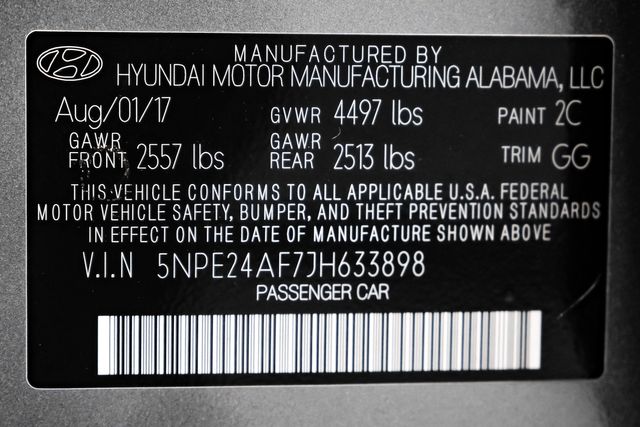 MANUFACTURED BY
HYUNDAI MOTOR MANUFACTURING ALABAMA, LLC
Aug/01/17 GVWR 4497 lbs PAINT 2C
GAWR FRONT 2557 lbs GAWR REAR 2513 lbs TRIM GG
THIS VEHICLE CONFORMS TO ALL APPLICABLE U.S.A. FEDERAL
MOTOR VEHICLE SAFETY, BUMPER, AND THEFT PREVENTION STANDARDS
IN EFFECT ON THE DATE OF MANUFACTURE SHOWN ABOVE
V.I.N 5NPE24AF7JH633898
PASSENGER CAR